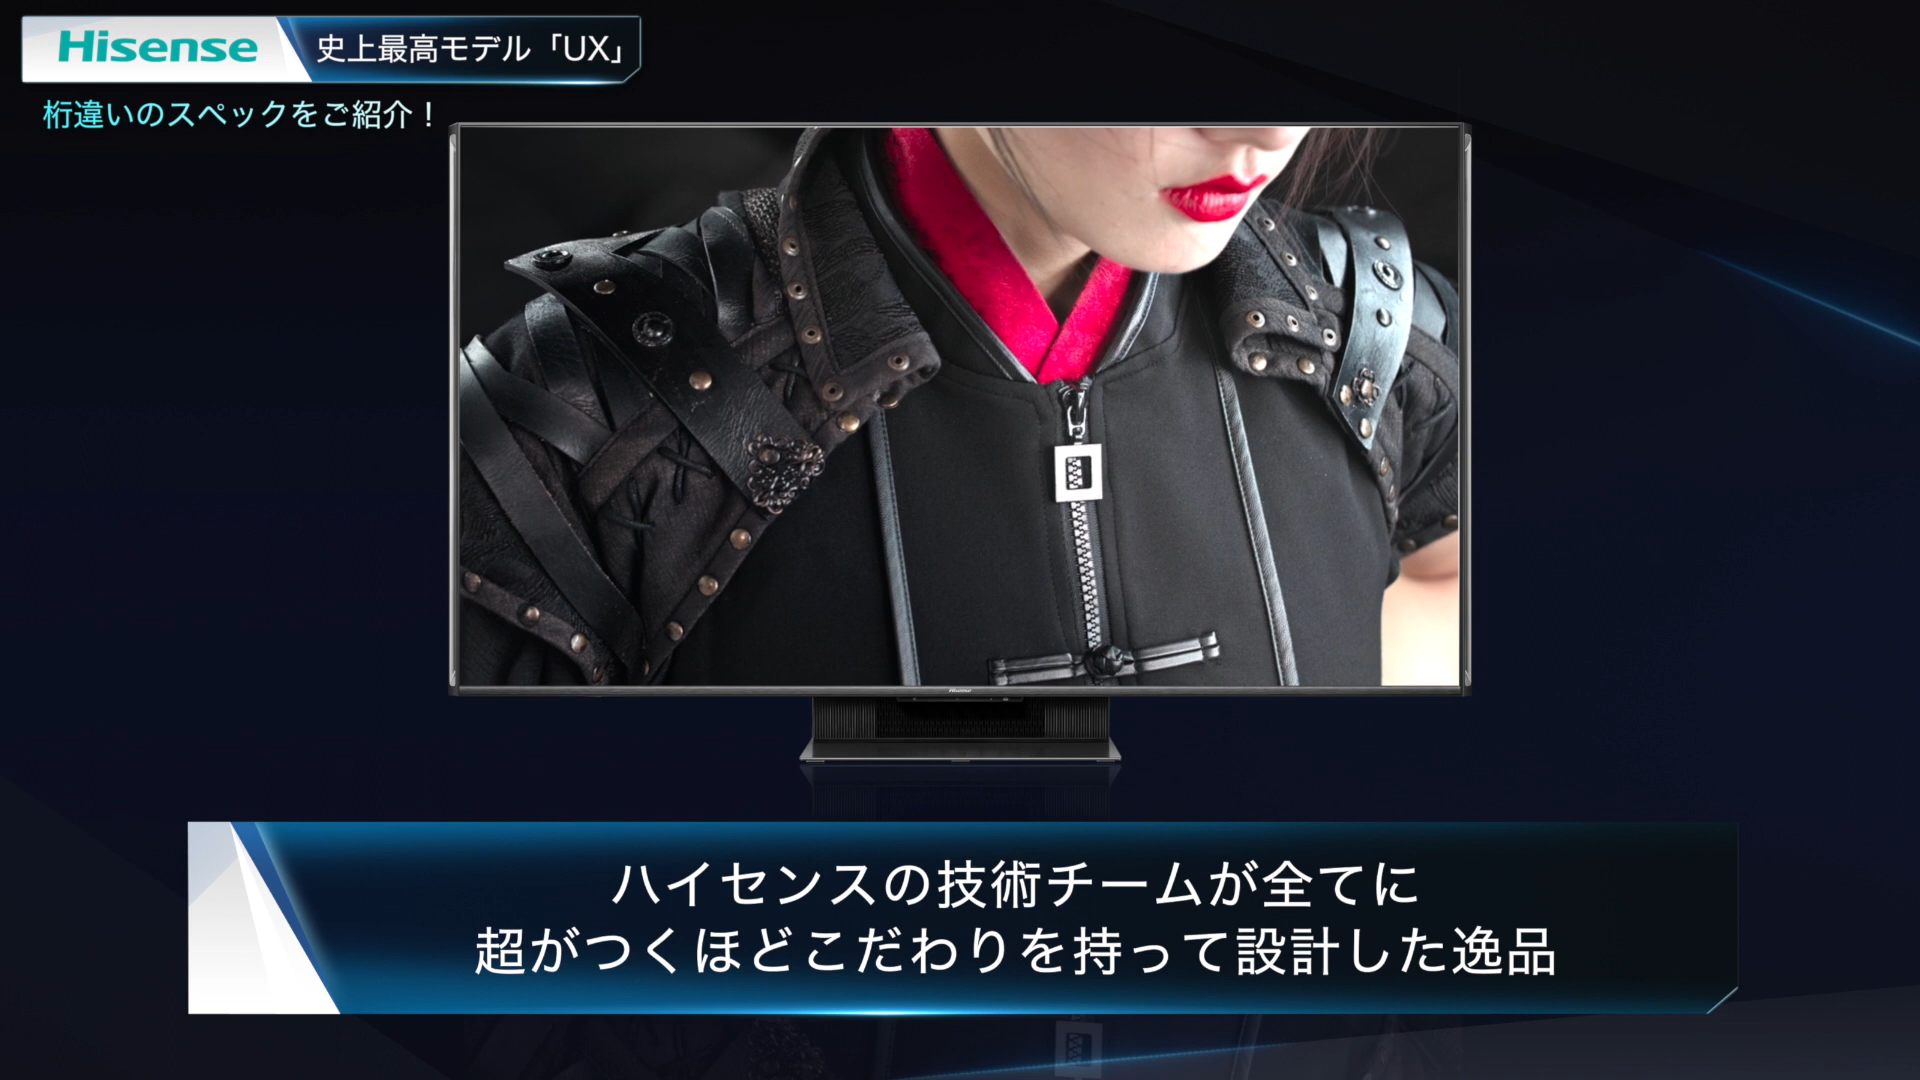 Hisense
史上最高モデル「UX」
桁違いのスペックをご紹介！
Hisense
ハイセンスの技術チームが全てに
超がつくほどこだわりを持って設計した逸品